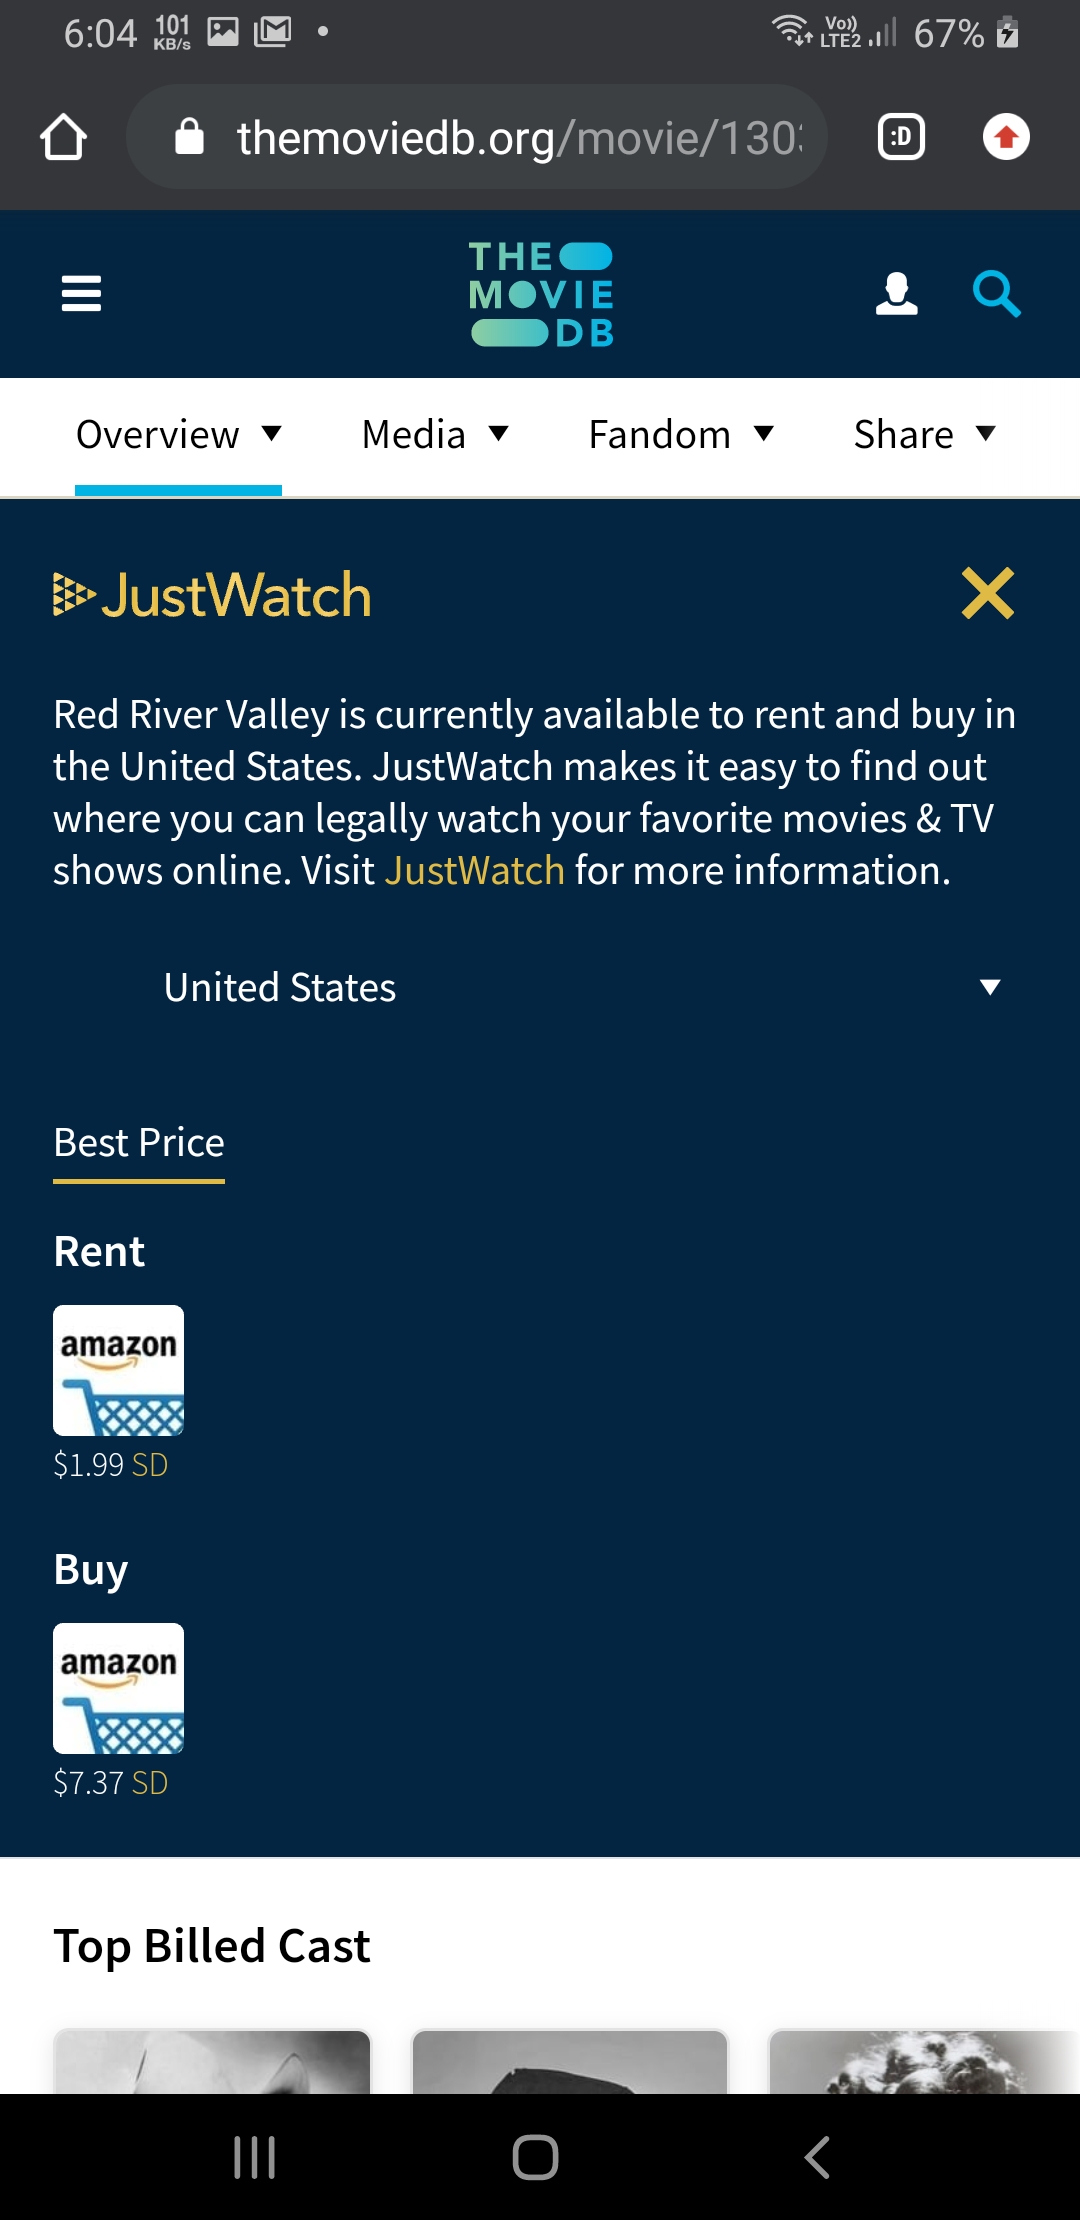 6:04 101 KB/s Vo)) LTE2 67%
themoviedb.org/movie/130
:D
THE
MOVIE
DB
Overview Media Fandom Share
JustWatch
Red River Valley is currently available to rent and buy in
the United States. JustWatch makes it easy to find out
where you can legally watch your favorite movies & TV
shows online. Visit JustWatch for more information.
United States
Best Price
Rent
amazon
$1.99 SD
Buy
amazon
$7.37 SD
Top Billed Cast